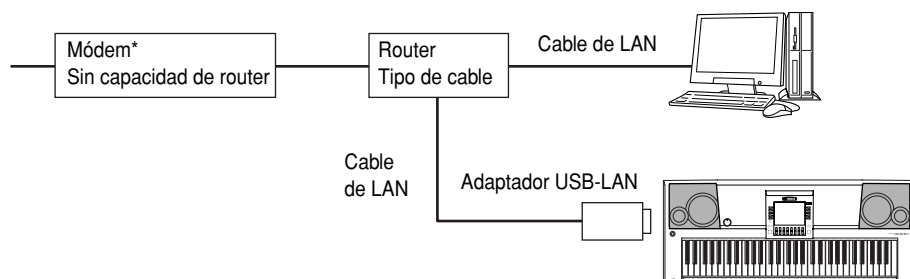 Módem*
Sin capacidad de router
Router
Tipo de cable
Cable de LAN
Cable
de LAN
Adaptador USB-LAN